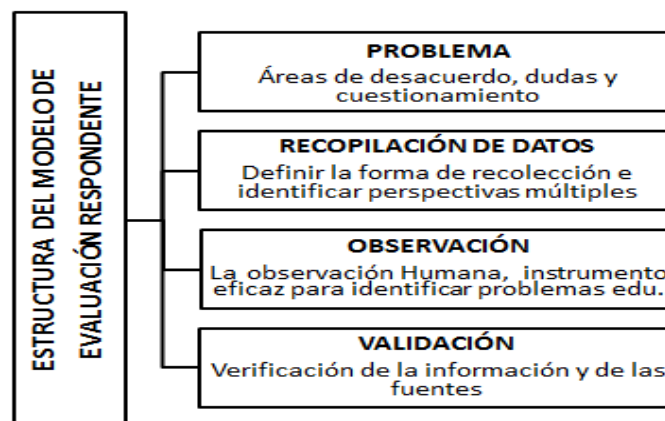 ESTRUCTURA DEL MODELO DE
EVALUACIÓN RESPONDENTE
PROBLEMA
Áreas de desacuerdo, dudas y
cuestionamiento
RECOPILACIÓN DE DATOS
Definir la forma de recolección e
identificar perspectivas múltiples
OBSERVACIÓN
La observación Humana, instrumento
eficaz para identificar problemas edu.
VALIDACIÓN
Verificación de la información y de las
fuentes